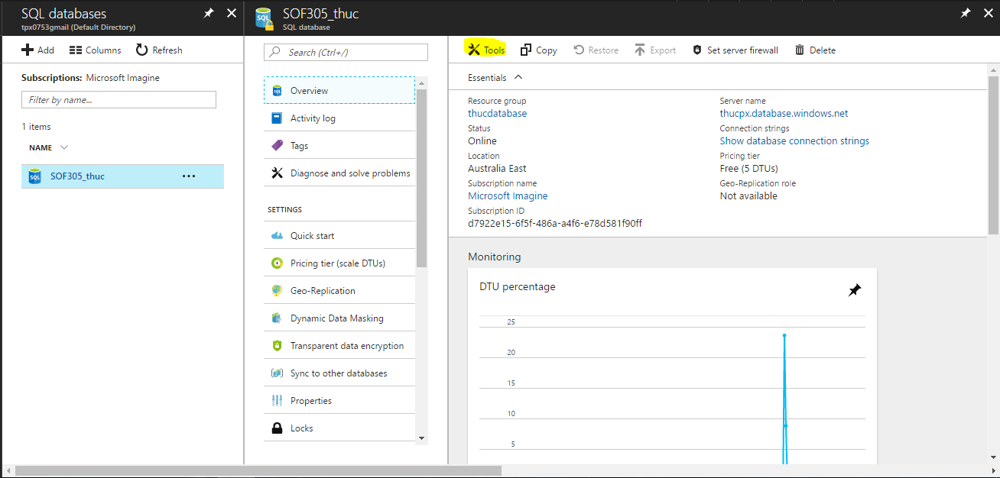 SQL databases
tpx0753gmail (Default Directory)
Add
Columns
Refresh
Subscriptions: Microsoft Imagine
Filter by name...
1 items
NAME
SQL
SOF305_thuc
...
SQL
SOF305_thuc
SQL database
Search (Ctrl+/)
SQL
Overview
Activity log
Tags
Diagnose and solve problems
SETTINGS
Quick start
Pricing tier (scale DTUs)
Geo-Replication
Dynamic Data Masking
Transparent data encryption
Sync to other databases
Properties
Locks
Tools
Copy
Restore
Export
Set server firewall
Delete
Essentials
Resource group
thucdatabase
Status
Online
Location
Australia East
Subscription name
Microsoft Imagine
Subscription ID
d7922e15-6f5f-486a-a4f6-e78d581f90ff
Server name
thucpx.database.windows.net
Connection strings
Show database connection strings
Pricing tier
Free (5 DTUs)
Geo-Replication role
Not available
Monitoring
DTU percentage
25
20
15
10
5